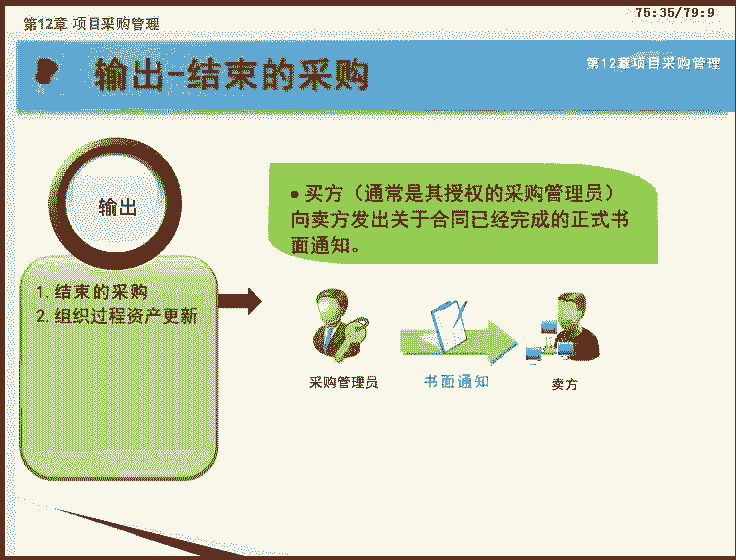 第12章 项目采购管理
75:35/79:9
输出-结束的采购
第12章项目采购管理
输出
1. 结束的采购
2. 组织过程资产更新
● 买方（通常是其授权的采购管理员）
向卖方发出关于合同已经完成的正式书
面通知。
采购管理员
书面通知
卖方